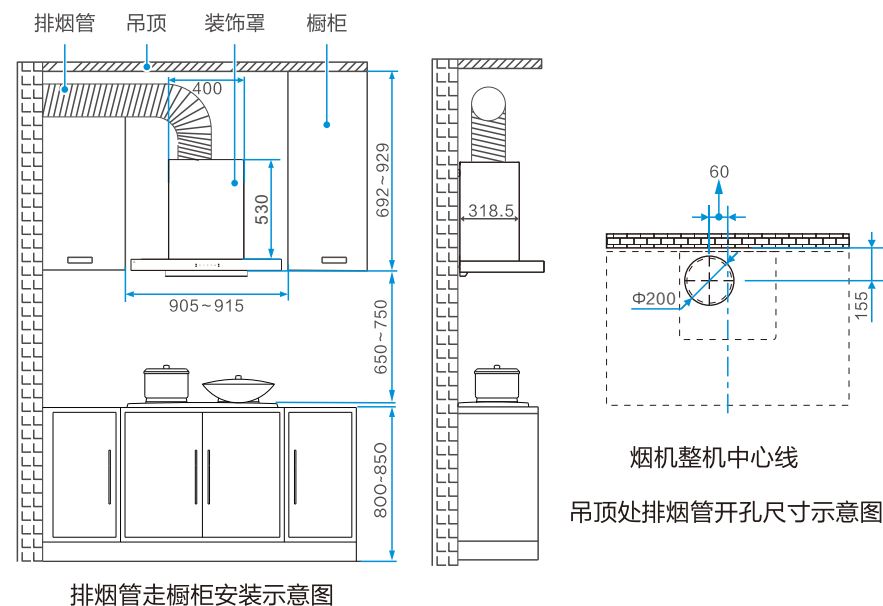 排烟管 吊顶 装饰罩 橱柜
400
530
692~929
905~915
650~750
800~850
排烟管走橱柜安装示意图
318.5
60
Φ200
155
烟机整机中心线
吊顶处排烟管开孔尺寸示意图